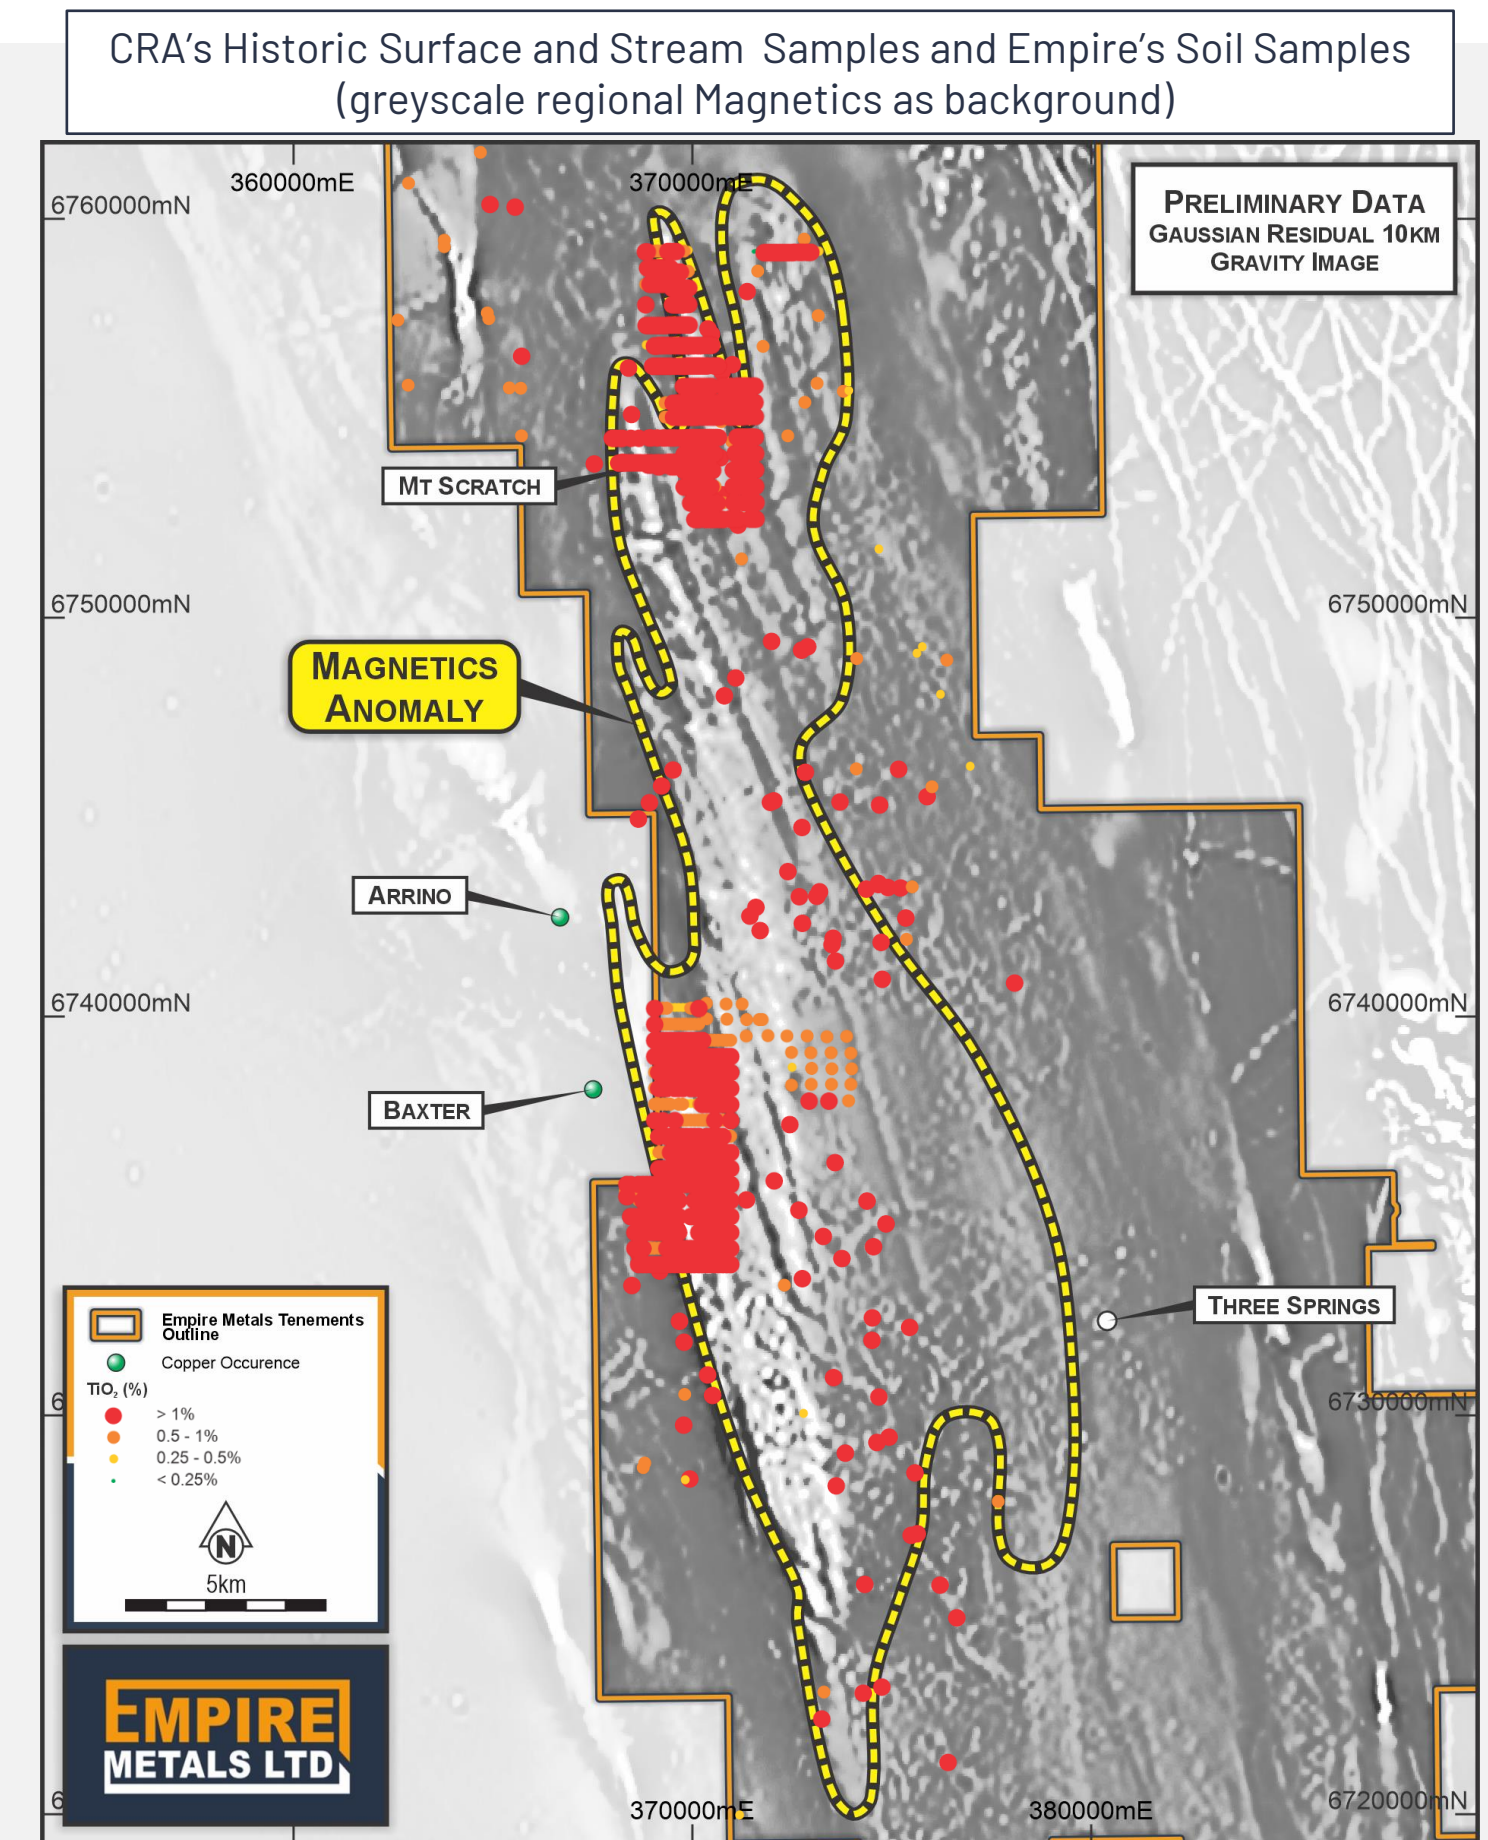 CRA's Historic Surface and Stream Samples and Empire's Soil Samples
(greyscale regional Magnetics as background)
360000mE
370000mE
6760000mN
PRELIMINARY DATA
GAUSSIAN RESIDUAL 10KM
GRAVITY IMAGE
MT SCRATCH
6750000mN
6750000mN
MAGNETICS
ANOMALY
ARRINO
6740000mN
6740000mN
BAXTER
THREE SPRINGS
Empire Metals Tenements
Outline
Copper Occurence
TiO₂ (%)
> 1%
0.5 - 1%
0.25 - 0.5%
< 0.25%
N
5km
6
6730000mN
EMPIRE
METALS LTD
6
370000mE
380000mE
6720000mN